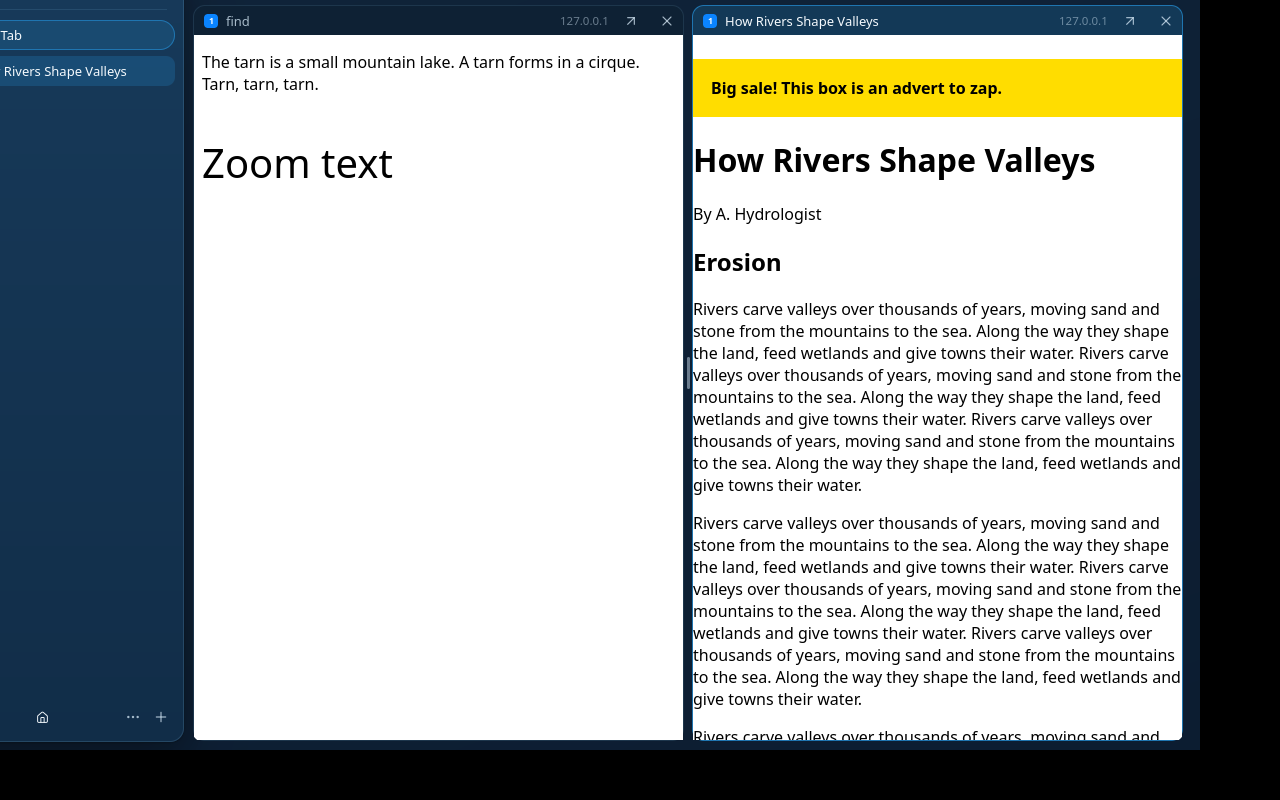 Tab
Rivers Shape Valleys
1 find 127.0.0.1
The tarn is a small mountain lake. A tarn forms in a cirque.
Tarn, tarn, tarn.
Zoom text
1 How Rivers Shape Valleys 127.0.0.1
Big sale! This box is an advert to zap.
How Rivers Shape Valleys
By A. Hydrologist
Erosion
Rivers carve valleys over thousands of years, moving sand and
stone from the mountains to the sea. Along the way they shape
the land, feed wetlands and give towns their water. Rivers carve
valleys over thousands of years, moving sand and stone from the
mountains to the sea. Along the way they shape the land, feed
wetlands and give towns their water. Rivers carve valleys over
thousands of years, moving sand and stone from the mountains
to the sea. Along the way they shape the land, feed wetlands and
give towns their water.
Rivers carve valleys over thousands of years, moving sand and
stone from the mountains to the sea. Along the way they shape
the land, feed wetlands and give towns their water. Rivers carve
valleys over thousands of years, moving sand and stone from the
mountains to the sea. Along the way they shape the land, feed
wetlands and give towns their water. Rivers carve valleys over
thousands of years, moving sand and stone from the mountains
to the sea. Along the way they shape the land, feed wetlands and
give towns their water.
Rivers carve valleys over thousands of years, moving sand and